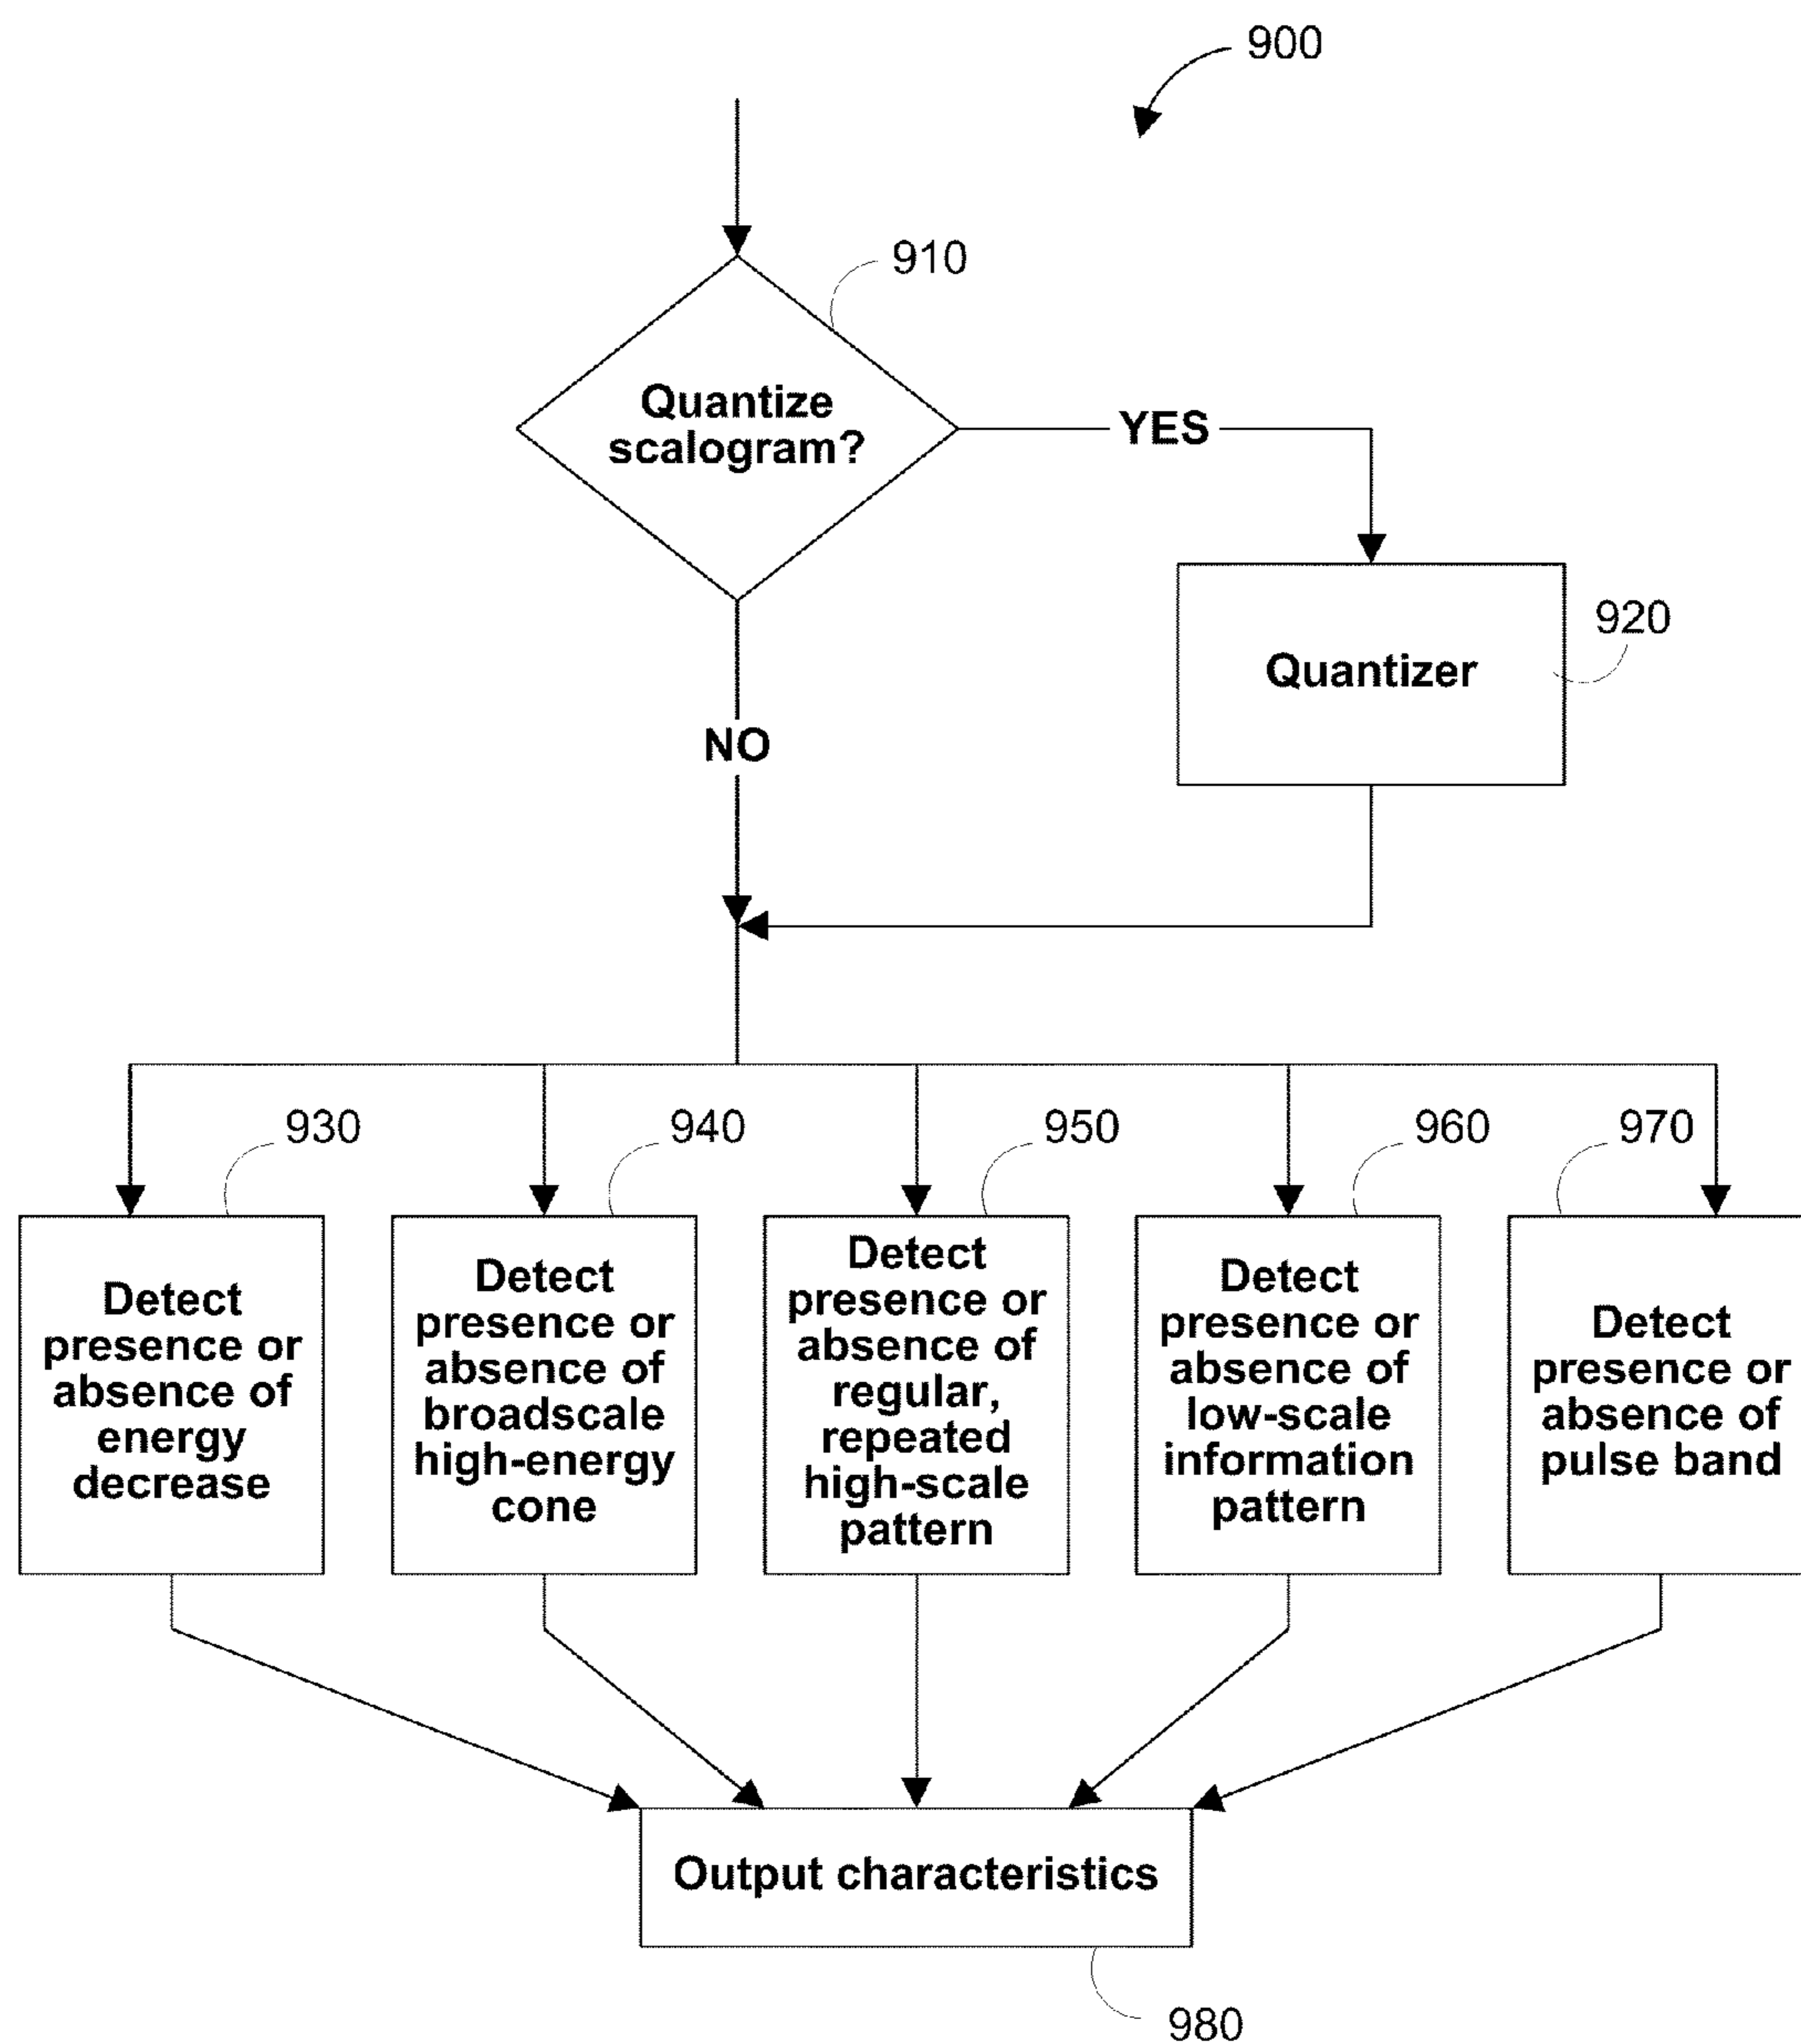 900
910
Quantize
scalogram?
YES
920
Quantizer
NO
930
940
950
960
970
Detect
presence or
absence of
energy
decrease
Detect
presence or
absence of
broadscale
high-energy
cone
Detect
presence or
absence of
regular,
repeated
high-scale
pattern
Detect
presence or
absence of
low-scale
information
pattern
Detect
presence or
absence of
pulse band
Output characteristics
980